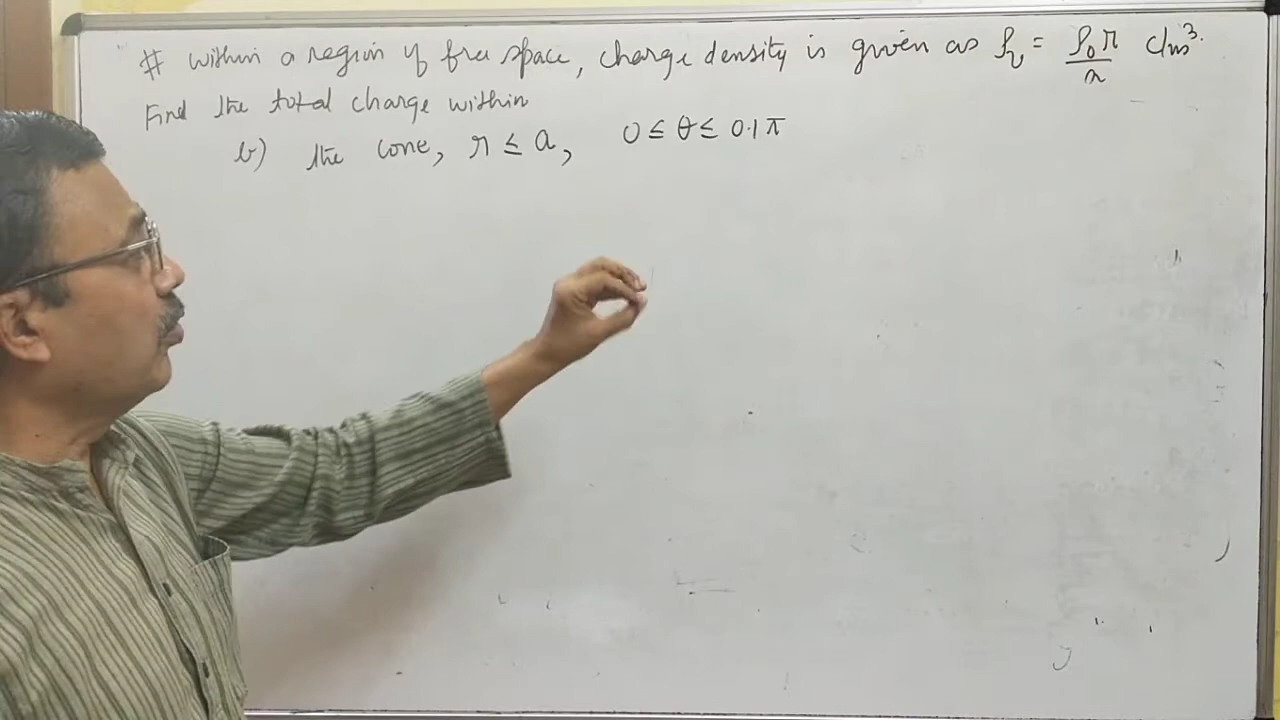 # within a region of free space, charge density is given as ρᵥ = ρ₀r/a C/m³.
Find the total charge within
b) the cone, r ≤ a, 0 ≤ θ ≤ 0.1π